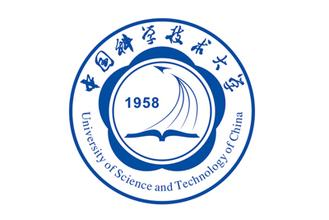 中国科学技术大学
1958
University of Science and Technology of China